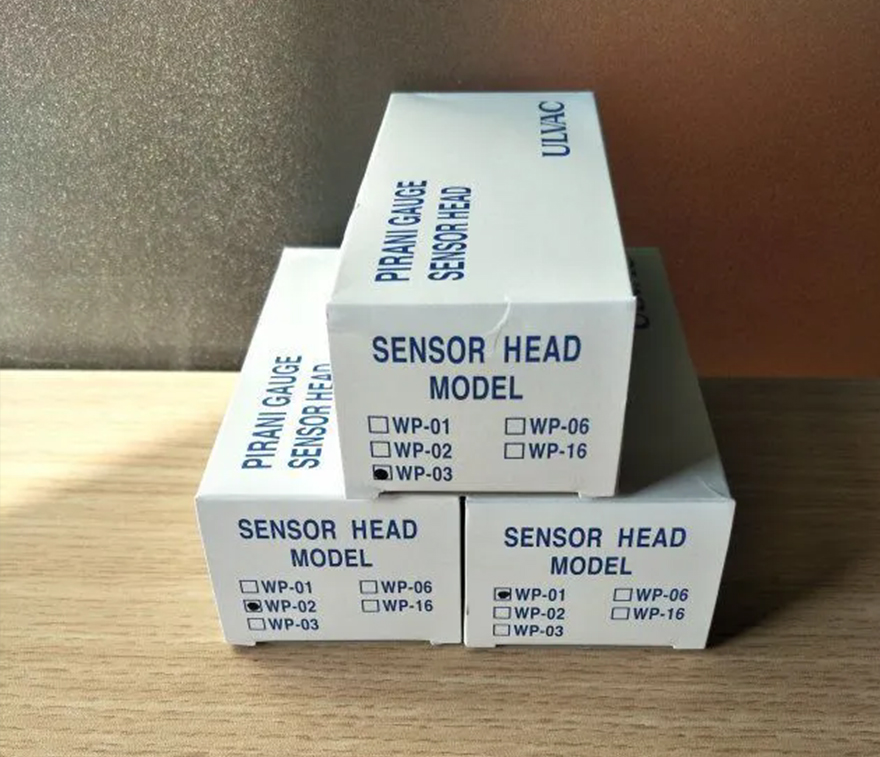 ULVAC
PIRANI GAUGE
SENSOR HEAD
SENSOR HEAD
MODEL
WP-01
WP-06
WP-02
WP-16
WP-03
PIRANI GAUGE
SENSOR HEAD
SENSOR HEAD
MODEL
WP-01
WP-06
WP-02
WP-16
WP-03
SENSOR HEAD
MODEL
WP-01
WP-06
WP-02
WP-16
WP-03